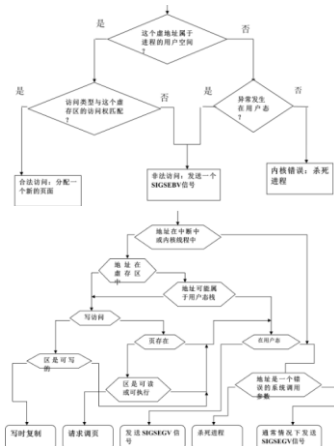 是
这个虚地址属于
进程的用户空间
?
否
是
访问类型与这个虚
存区的访问权匹配
?
否
是
异常发生
在用户态
?
否
合法访问:分配一
个新的页面
非法访问:发送一个
SIGSEBV信号
内核错误:杀死
进程
地址在中断中
或内核线程中
地址在
虚存区
中
地址可能属
于用户态栈
写访问
页存在
在用户态
区是可写
的
区是可读
或可执行
地址是一个错
误的系统调用
参数
写时复制
请求调页
发送SIGSEGV信
号
杀死进程
通常情况下发送
SIGSEGV信号